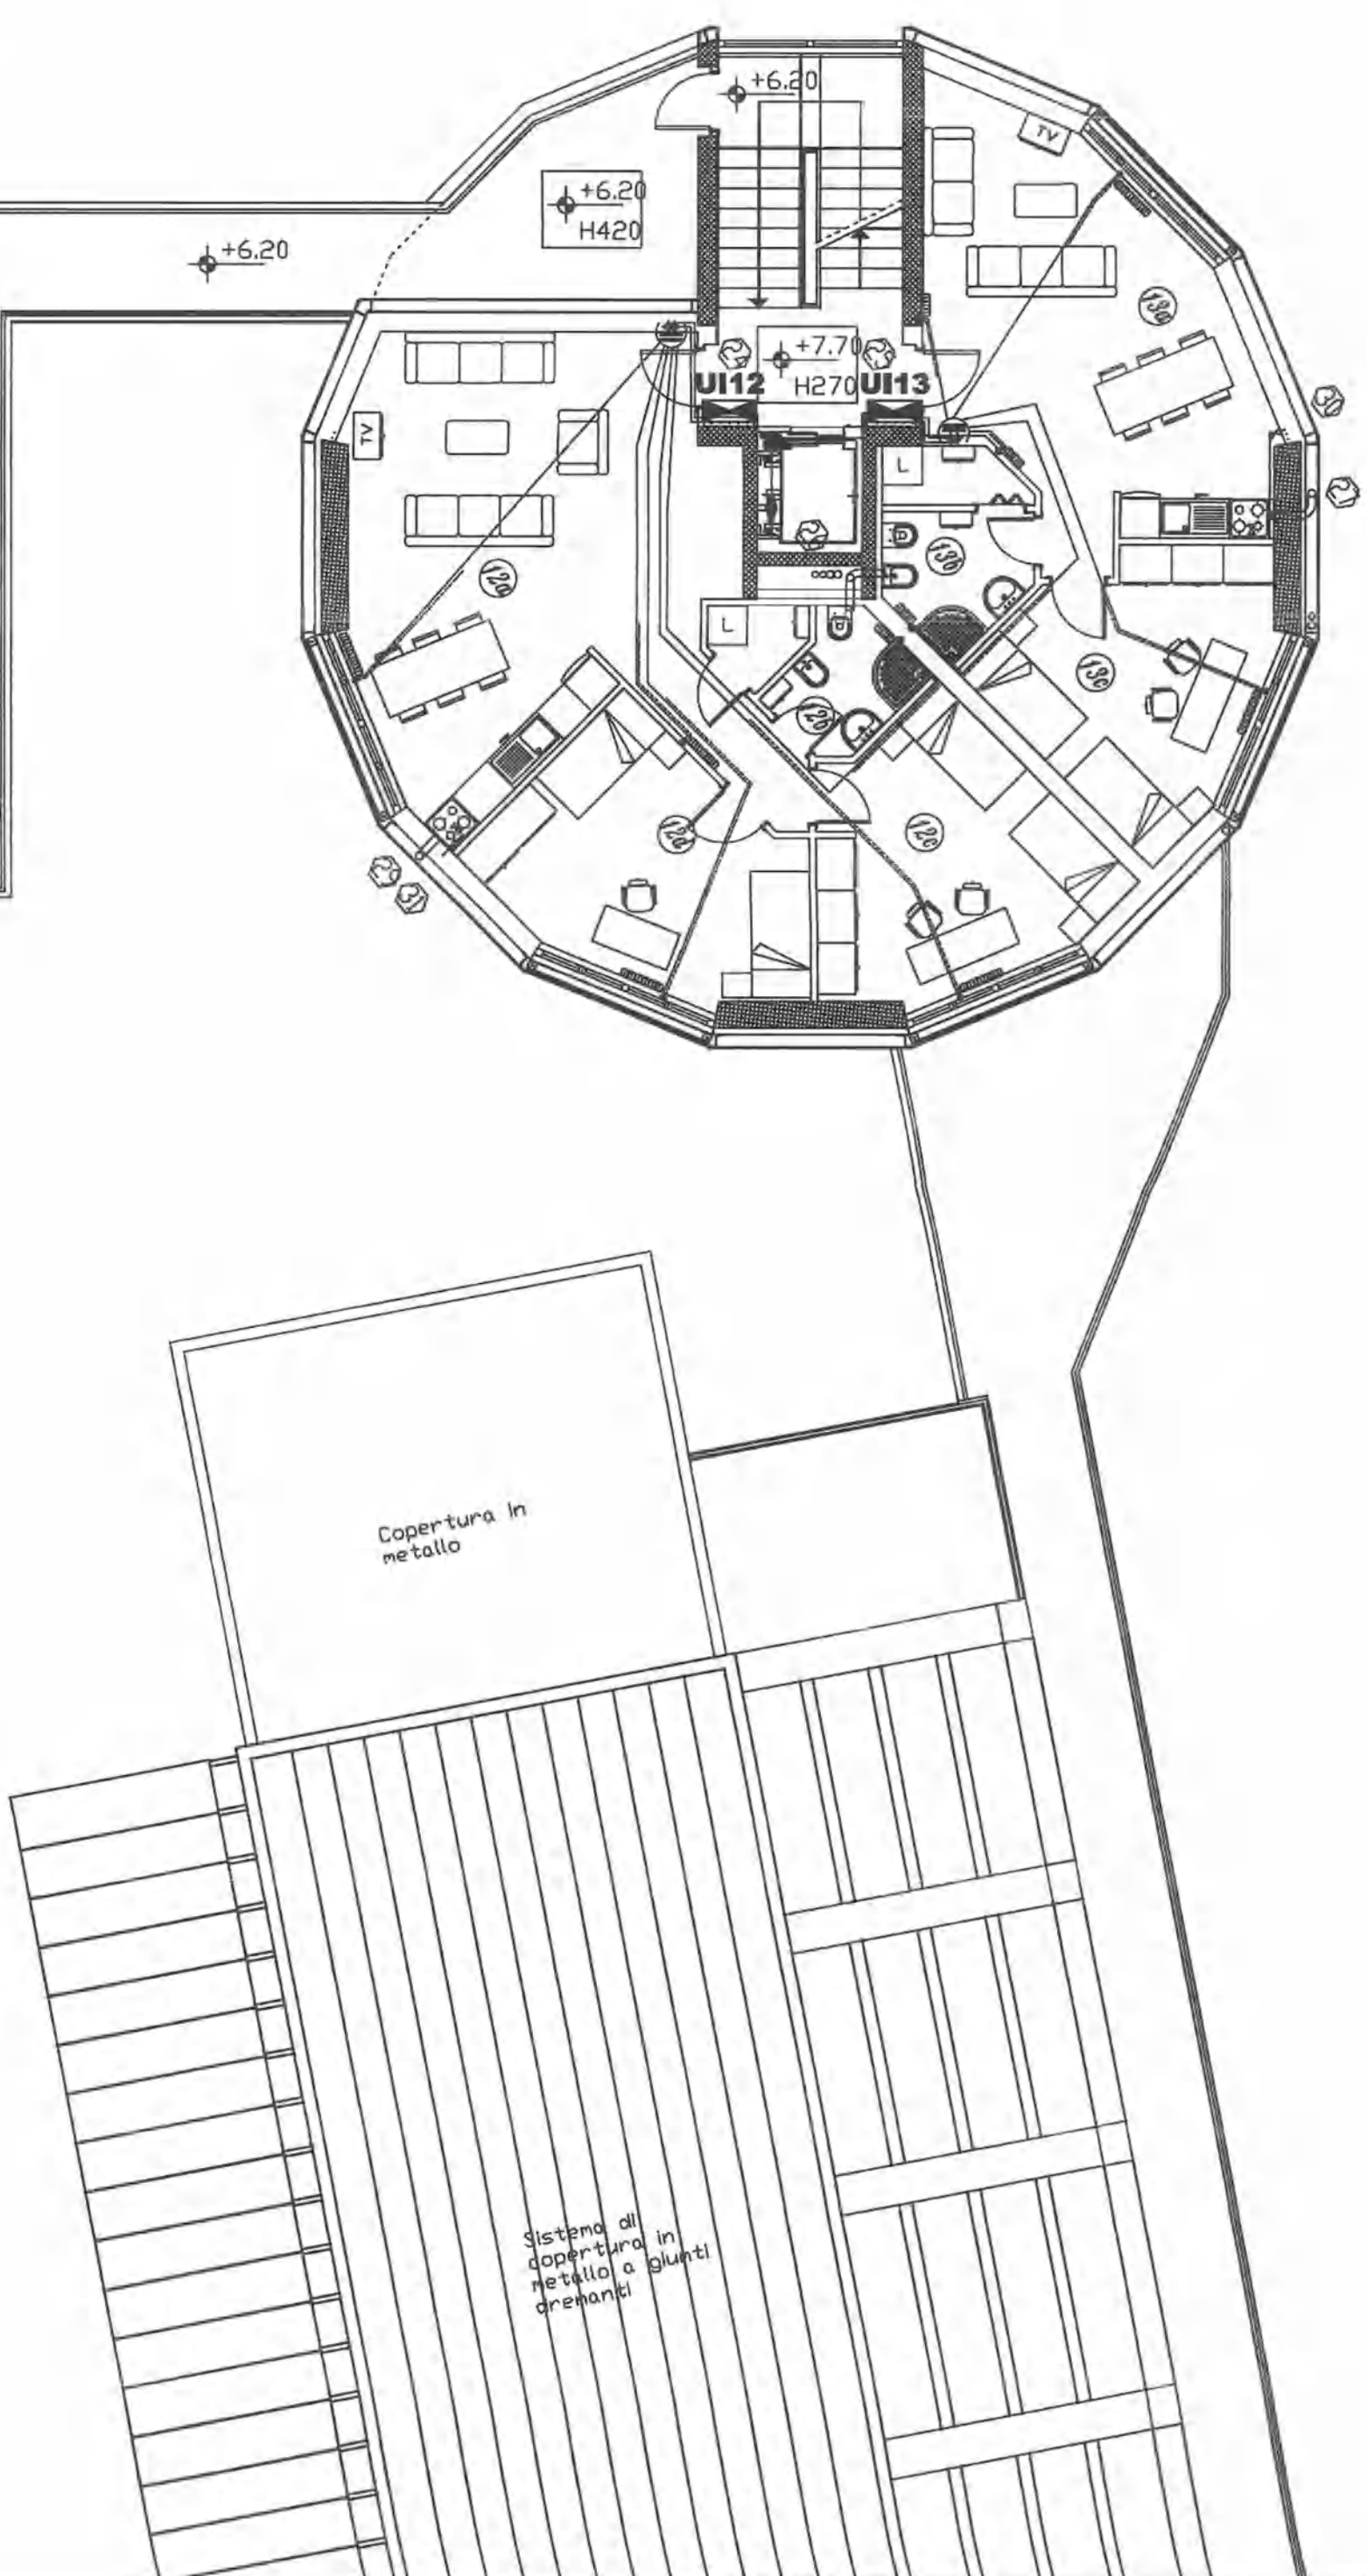 +6.20
TV
+6.20
H420
+6.20
13a
+7.70
UI12 H270 UI13
TV
L
13b
12a
L
13c
12b
12d
12c
Copertura in
metallo
Sistema di
copertura in
metallo a giunti
drenanti